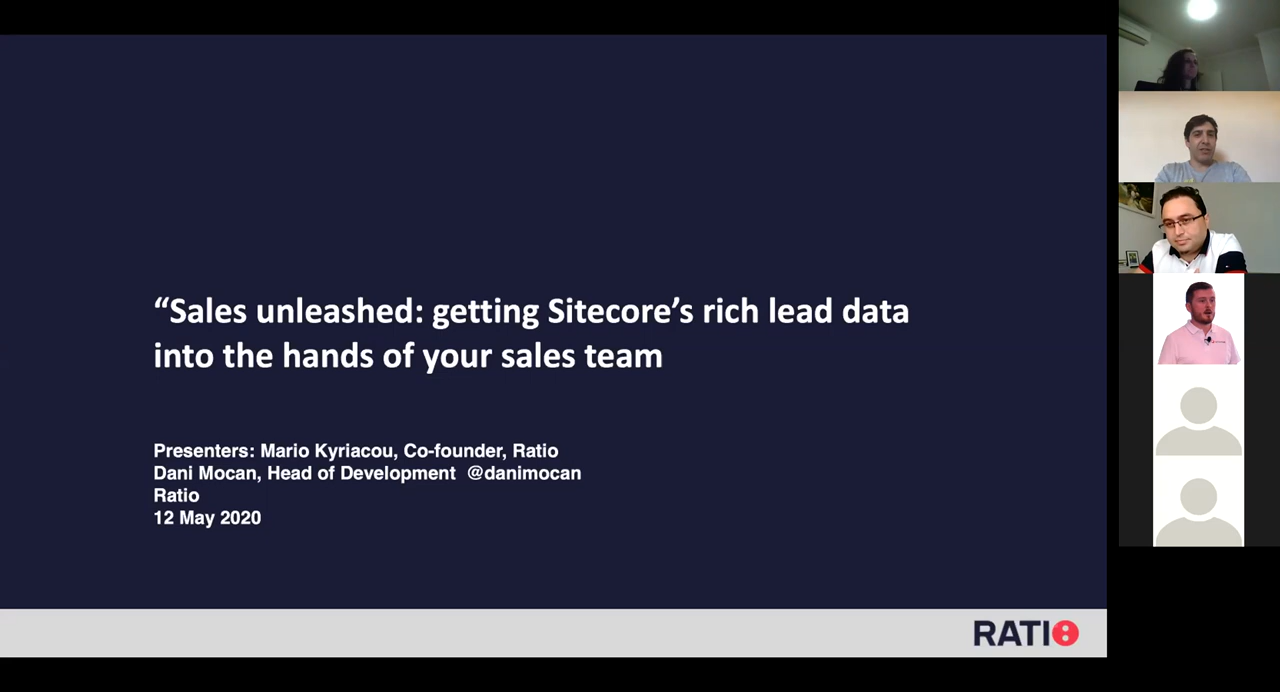 “Sales unleashed: getting Sitecore’s rich lead data
into the hands of your sales team
Presenters: Mario Kyriacou, Co-founder, Ratio
Dani Mocan, Head of Development @danimocan
Ratio
12 May 2020
RATIO